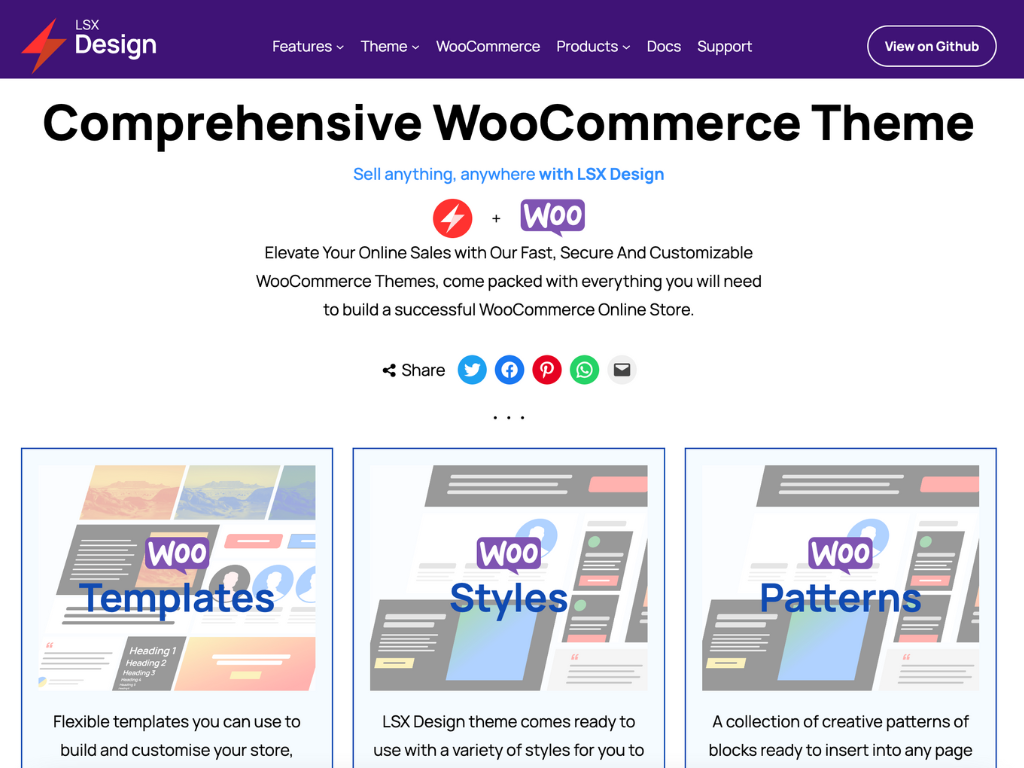 LSX
Design
Features
Theme
WooCommerce
Products
Docs
Support
View on Github
Comprehensive WooCommerce Theme
Sell anything, anywhere with LSX Design
+ WOO
Elevate Your Online Sales with Our Fast, Secure And Customizable
WooCommerce Themes, come packed with everything you will need
to build a successful WooCommerce Online Store.
Share
. . .
WOO
Templates
Heading 1
Heading 2
Heading 3
Flexible templates you can use to
build and customise your store,
WOO
Styles
LSX Design theme comes ready to
use with a variety of styles for you to
WOO
Patterns
A collection of creative patterns of
blocks ready to insert into any page